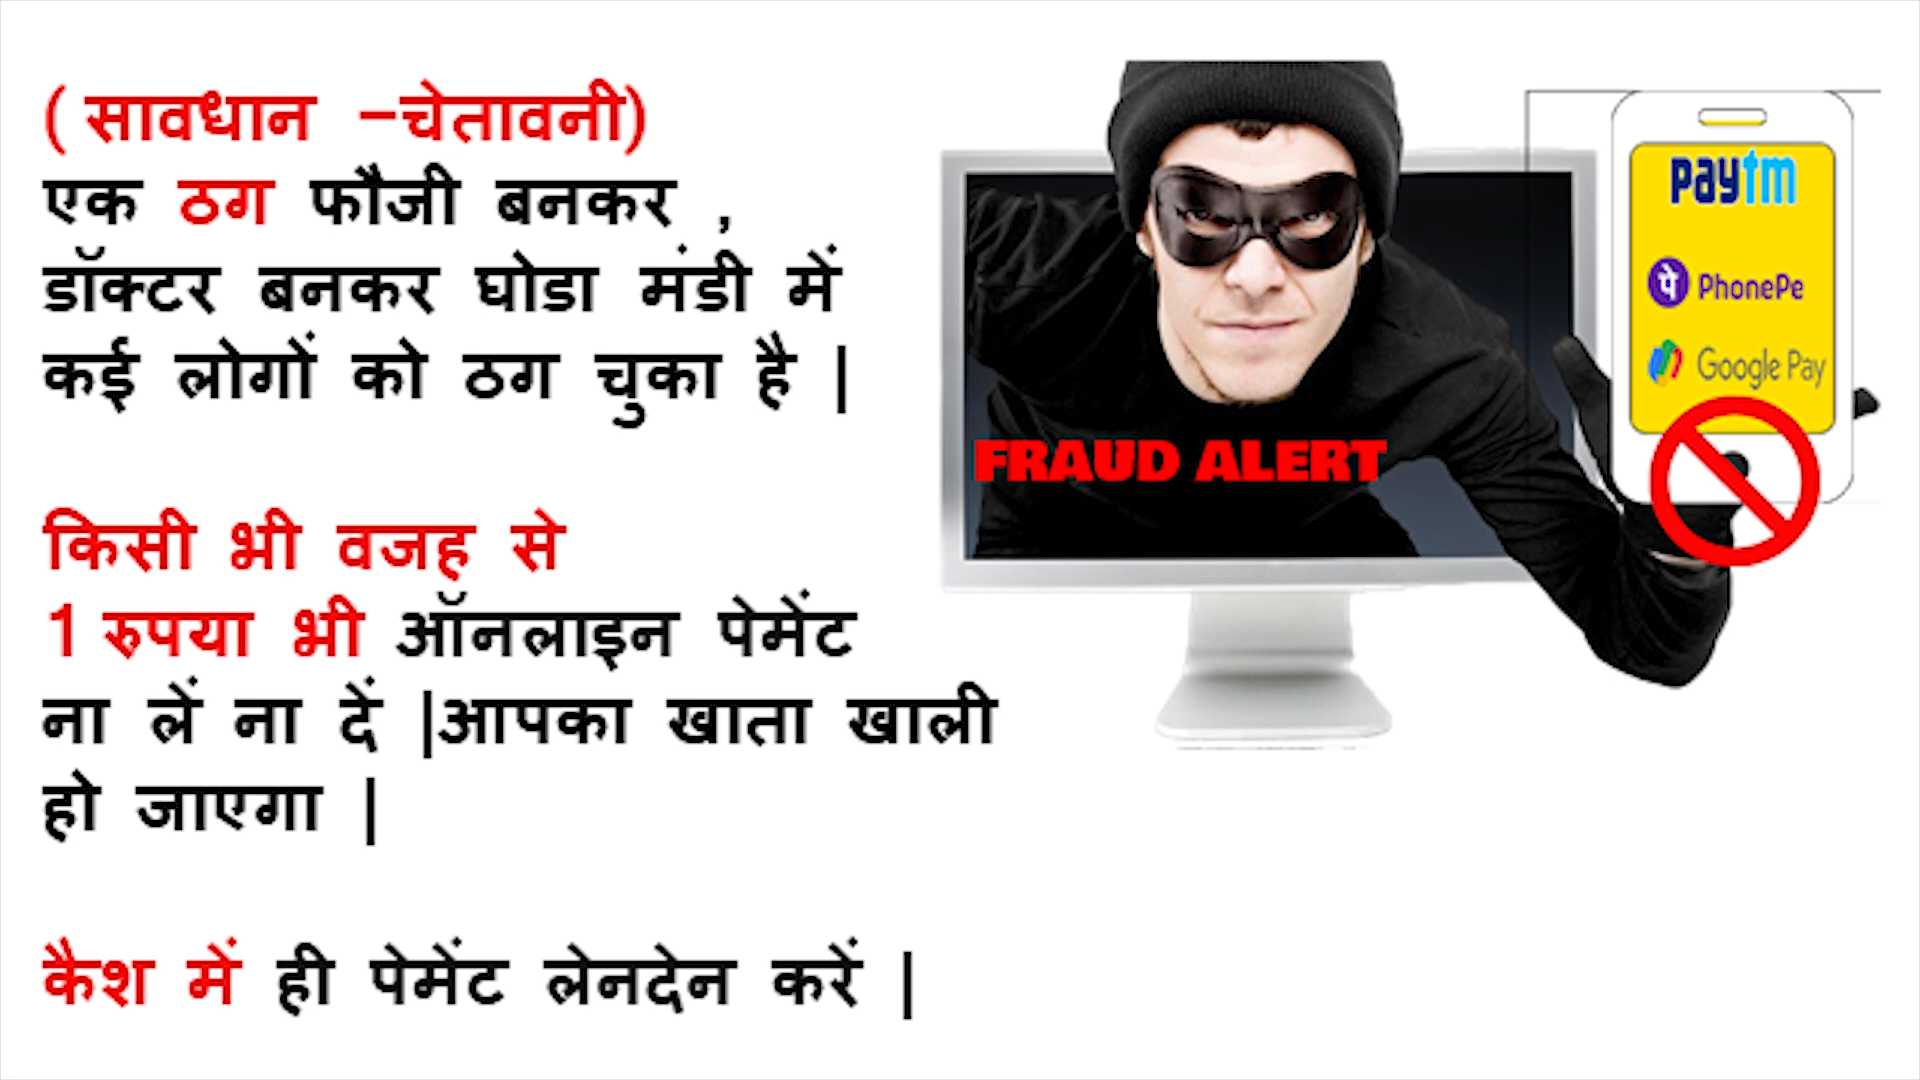 ( सावधान -चेतावनी)
एक ठग फौजी बनकर ,
डॉक्टर बनकर घोडा मंडी में
कई लोगों को ठग चुका है |
किसी भी वजह से
1 रुपया भी ऑनलाइन पेमेंट
ना लें ना दें |आपका खाता खाली
हो जाएगा |
कैश में ही पेमेंट लेनदेन करें |
FRAUD ALERT
paytm
पे PhonePe
Google Pay